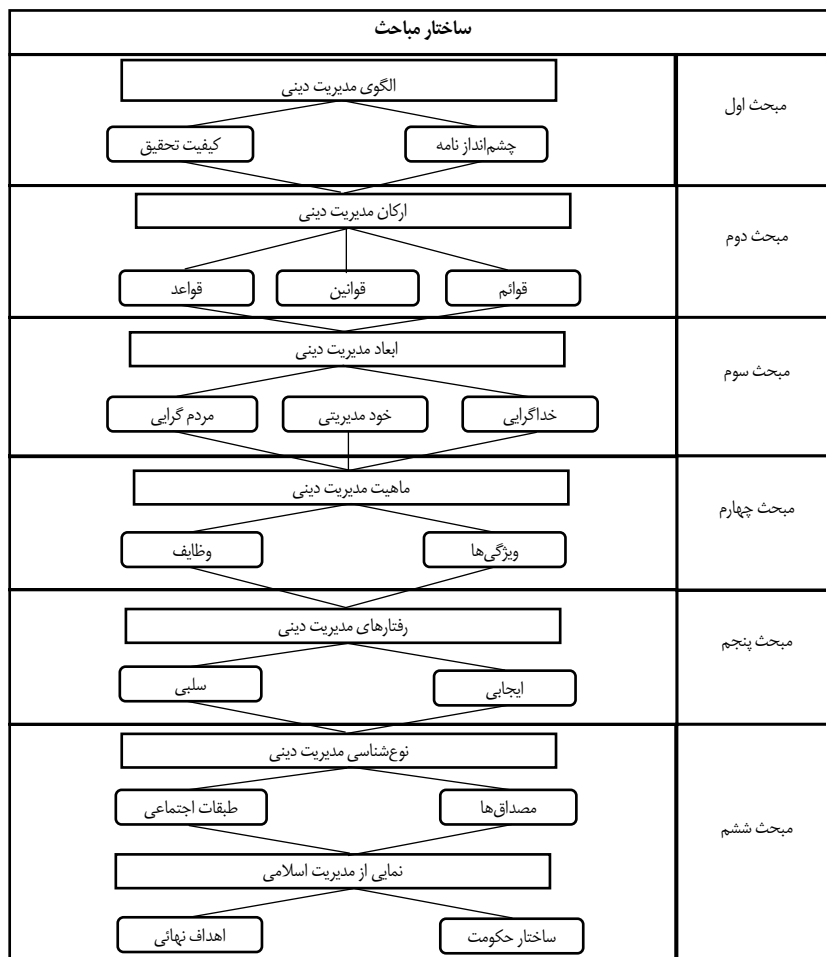 ساختار مباحث
مبحث اول
الگوی مدیریت دینی
چشم‌انداز نامه
کیفیت تحقیق
مبحث دوم
ارکان مدیریت دینی
قوائم
قوانین
قواعد
مبحث سوم
ابعاد مدیریت دینی
خداگرایی
خود مدیریتی
مردم گرایی
مبحث چهارم
ماهیت مدیریت دینی
ویژگی‌ها
وظایف
مبحث پنجم
رفتارهای مدیریت دینی
ایجابی
سلبی
مبحث ششم
نوع‌شناسی مدیریت دینی
مصداق‌ها
طبقات اجتماعی
نمایی از مدیریت اسلامی
ساختار حکومت
اهداف نهائی